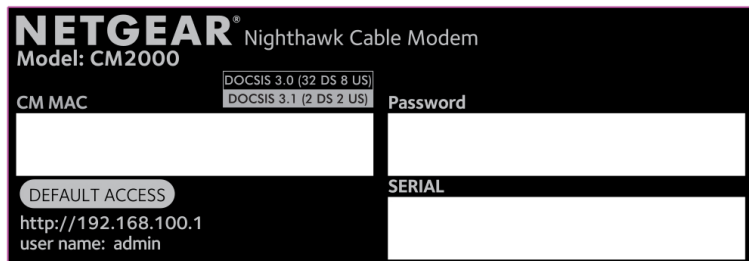 NETGEAR® Nighthawk Cable Modem
Model: CM2000
DOCSIS 3.0 (32 DS 8 US)
DOCSIS 3.1 (2 DS 2 US)
CM MAC
Password
DEFAULT ACCESS
SERIAL
http://192.168.100.1
user name: admin